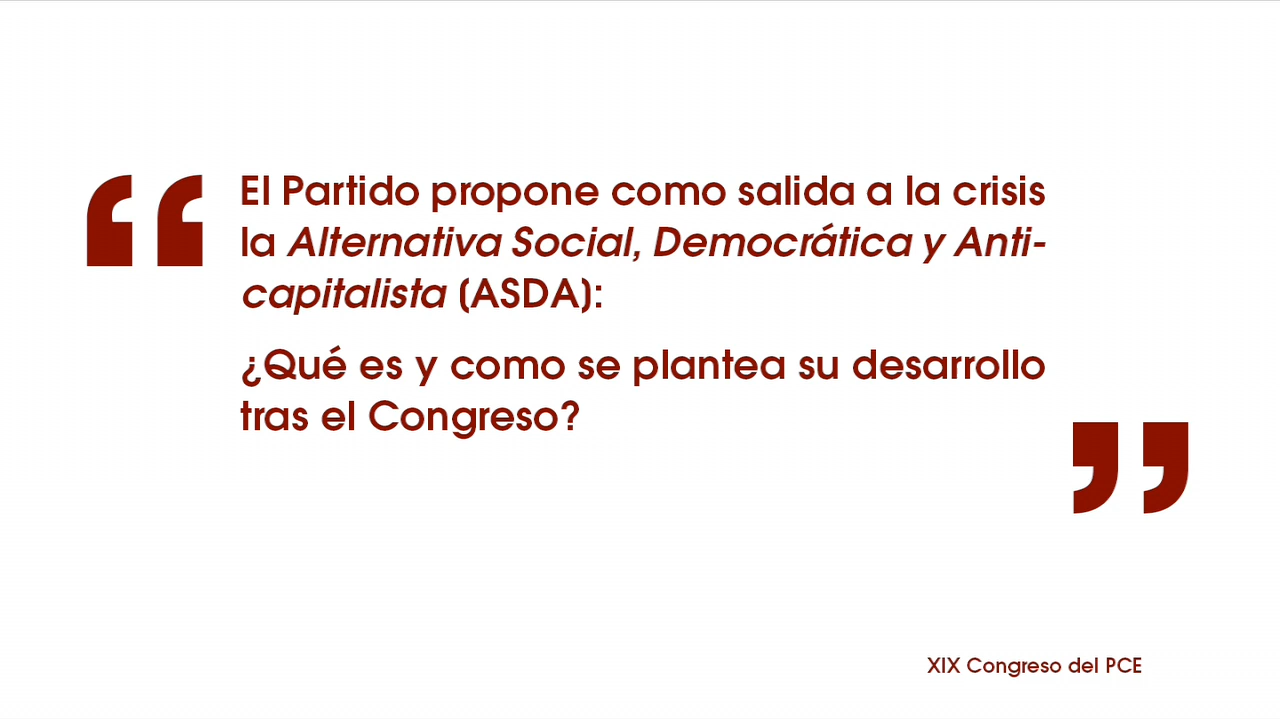 “
El Partido propone como salida a la crisis
la Alternativa Social, Democrática y Anti-
capitalista (ASDA):
¿Qué es y como se plantea su desarrollo
tras el Congreso?
”
XIX Congreso del PCE